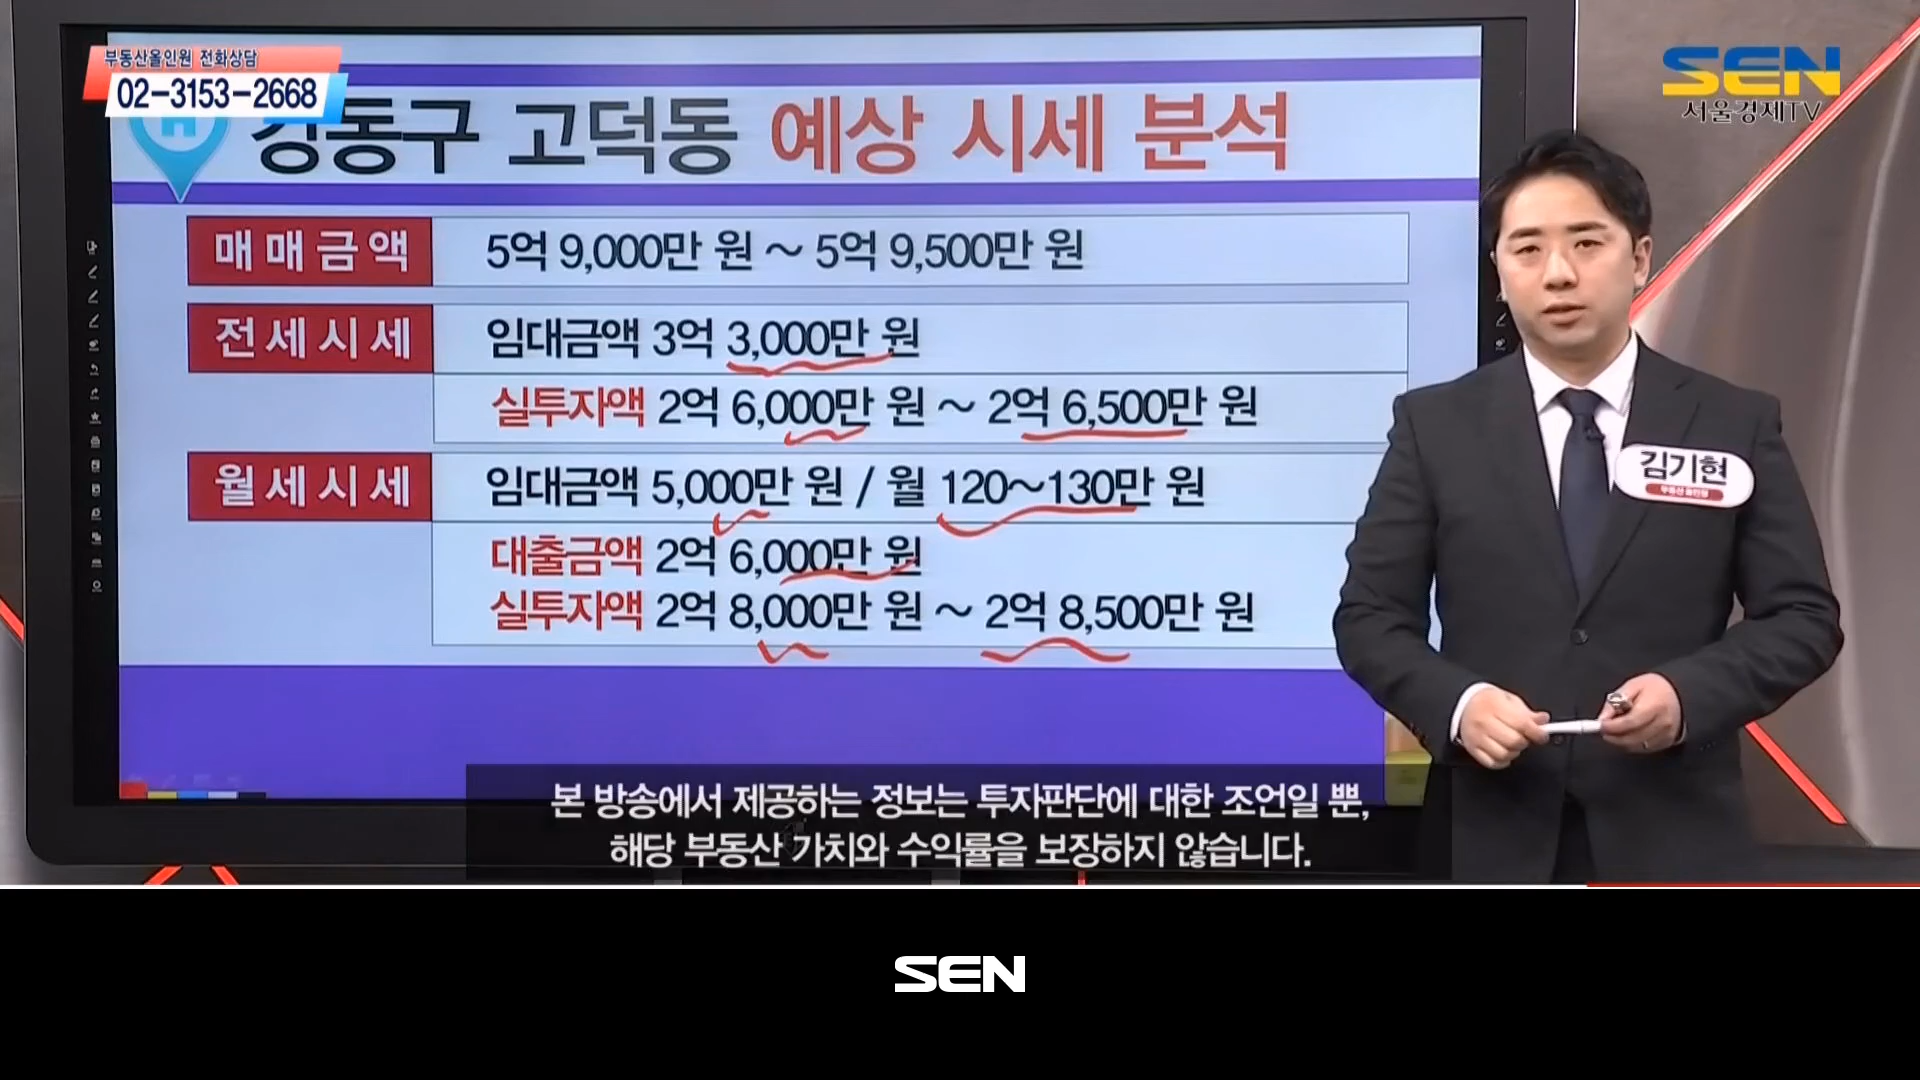 부동산올인원 전화상담
02-3153-2668
SEN
서울경제TV
강동구 고덕동 예상 시세 분석
매매금액
5억 9,000만 원 ~ 5억 9,500만 원
전세시세
임대금액 3억 3,000만 원
실투자액 2억 6,000만 원 ~ 2억 6,500만 원
월세시세
임대금액 5,000만 원 / 월 120~130만 원
대출금액 2억 6,000만 원
실투자액 2억 8,000만 원 ~ 2억 8,500만 원
김기현
본 방송에서 제공하는 정보는 투자판단에 대한 조언일 뿐,
해당 부동산 가치와 수익률을 보장하지 않습니다.
SEN